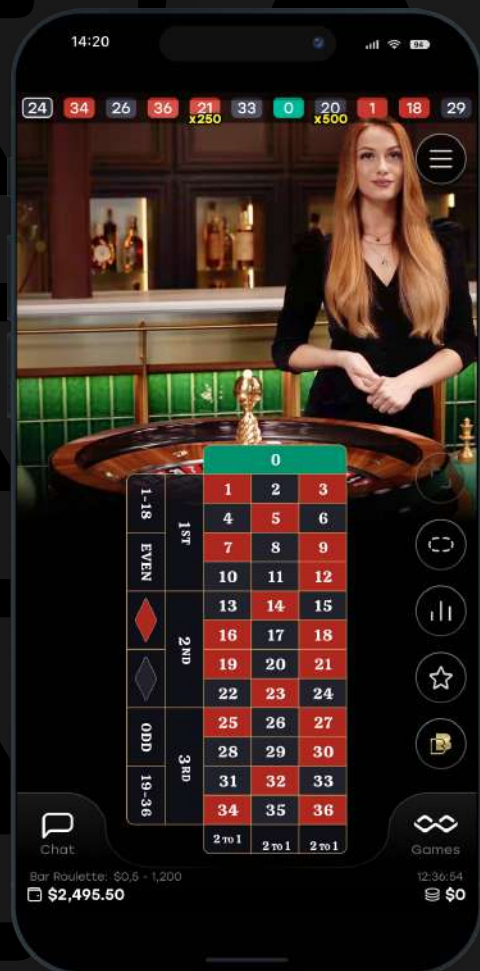 14:20
94
24 34 26 36 21 33 0 20 1 18 29
x250 x500
0
1 2 3
4 5 6
7 8 9
10 11 12
13 14 15
16 17 18
19 20 21
22 23 24
25 26 27
28 29 30
31 32 33
34 35 36
2 TO 1 2 TO 1 2 TO 1
1-18
EVEN
ODD
19-36
1ST
2ND
3RD
Chat
Games
Bar Roulette: $0,5 - 1,200
12:36:54
$2,495.50
$0